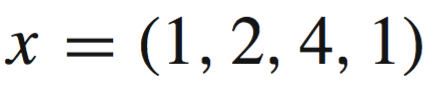 x = (1, 2, 4, 1)